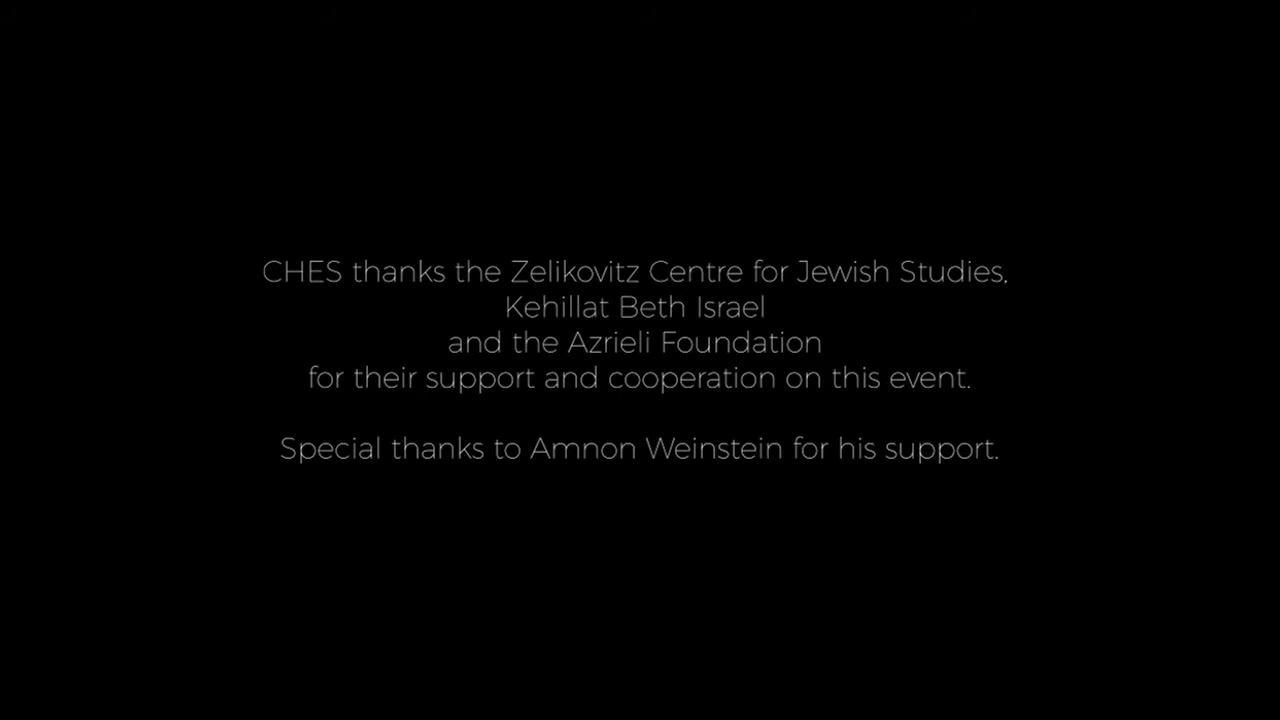 CHES thanks the Zelikovitz Centre for Jewish Studies,
Kehillat Beth Israel
and the Azrieli Foundation
for their support and cooperation on this event.
Special thanks to Amnon Weinstein for his support.